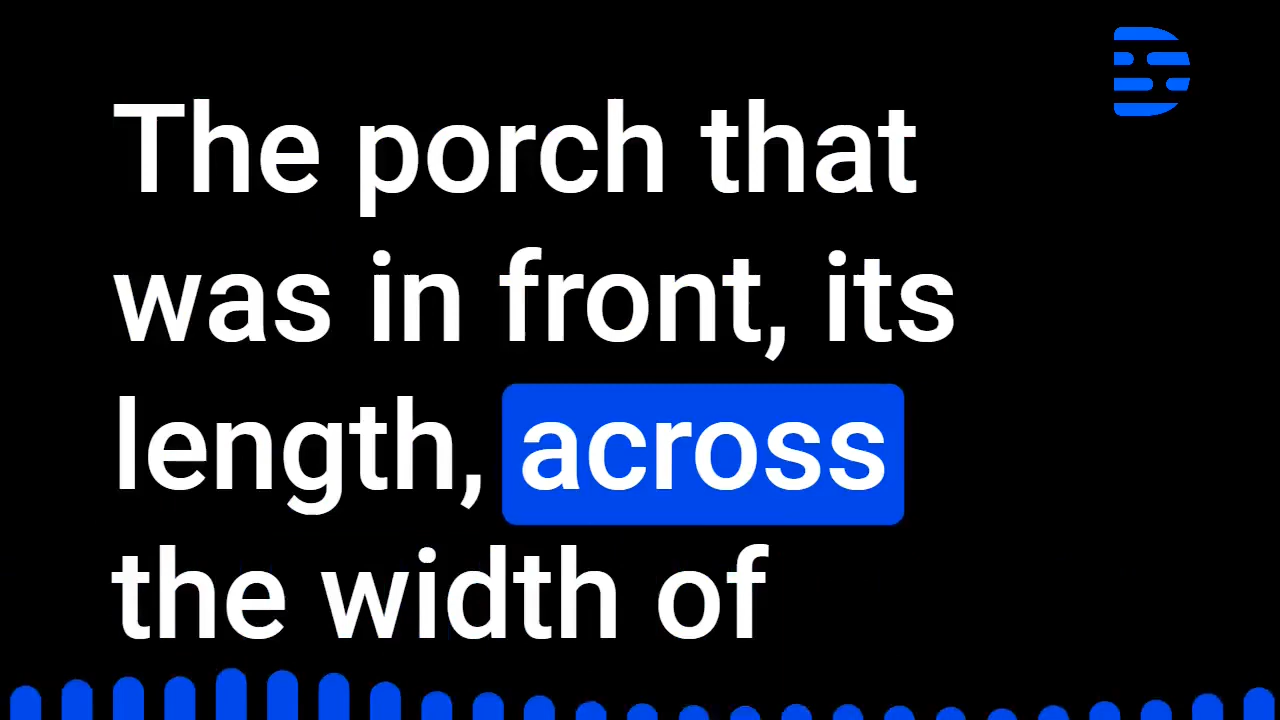 The porch that
was in front, its
length, across
the width of